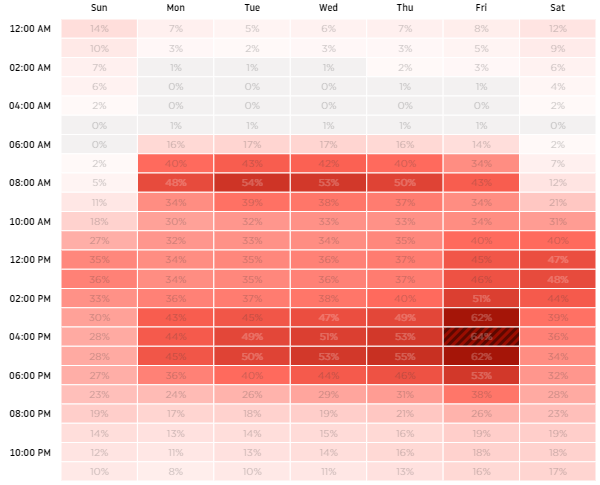 Sun Mon Tue Wed Thu Fri Sat
12:00 AM 14% 7% 5% 6% 7% 8% 12%
10% 3% 2% 3% 3% 5% 9%
02:00 AM 7% 1% 1% 1% 2% 3% 6%
6% 0% 0% 0% 1% 1% 4%
04:00 AM 2% 0% 0% 0% 0% 0% 2%
0% 1% 1% 1% 1% 1% 0%
06:00 AM 0% 16% 17% 17% 16% 14% 2%
2% 40% 43% 42% 40% 34% 7%
08:00 AM 5% 48% 54% 53% 50% 43% 12%
11% 34% 39% 38% 37% 34% 21%
10:00 AM 18% 30% 32% 33% 33% 34% 31%
27% 32% 33% 34% 35% 40% 40%
12:00 PM 35% 34% 35% 36% 37% 45% 47%
36% 34% 35% 36% 37% 46% 48%
02:00 PM 33% 36% 37% 38% 40% 51% 44%
30% 43% 45% 47% 49% 62% 39%
04:00 PM 28% 44% 49% 51% 53% 64% 36%
28% 45% 50% 53% 55% 62% 34%
06:00 PM 27% 36% 40% 44% 46% 53% 32%
23% 24% 26% 29% 31% 38% 28%
08:00 PM 19% 17% 18% 19% 21% 26% 23%
14% 13% 14% 15% 16% 19% 19%
10:00 PM 12% 11% 13% 14% 16% 18% 18%
10% 8% 10% 11% 13% 16% 17%